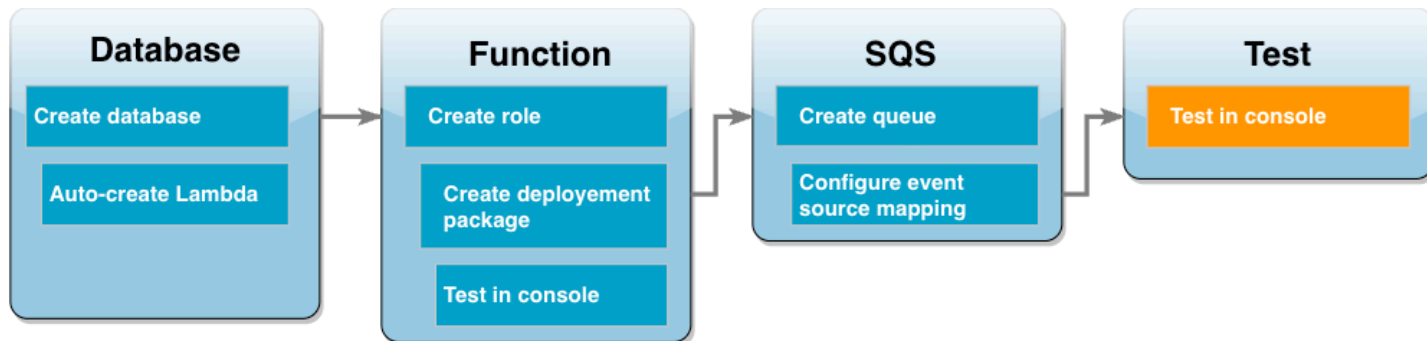 Database
Create database
Auto-create Lambda
Function
Create role
Create deployement
package
Test in console
SQS
Create queue
Configure event
source mapping
Test
Test in console